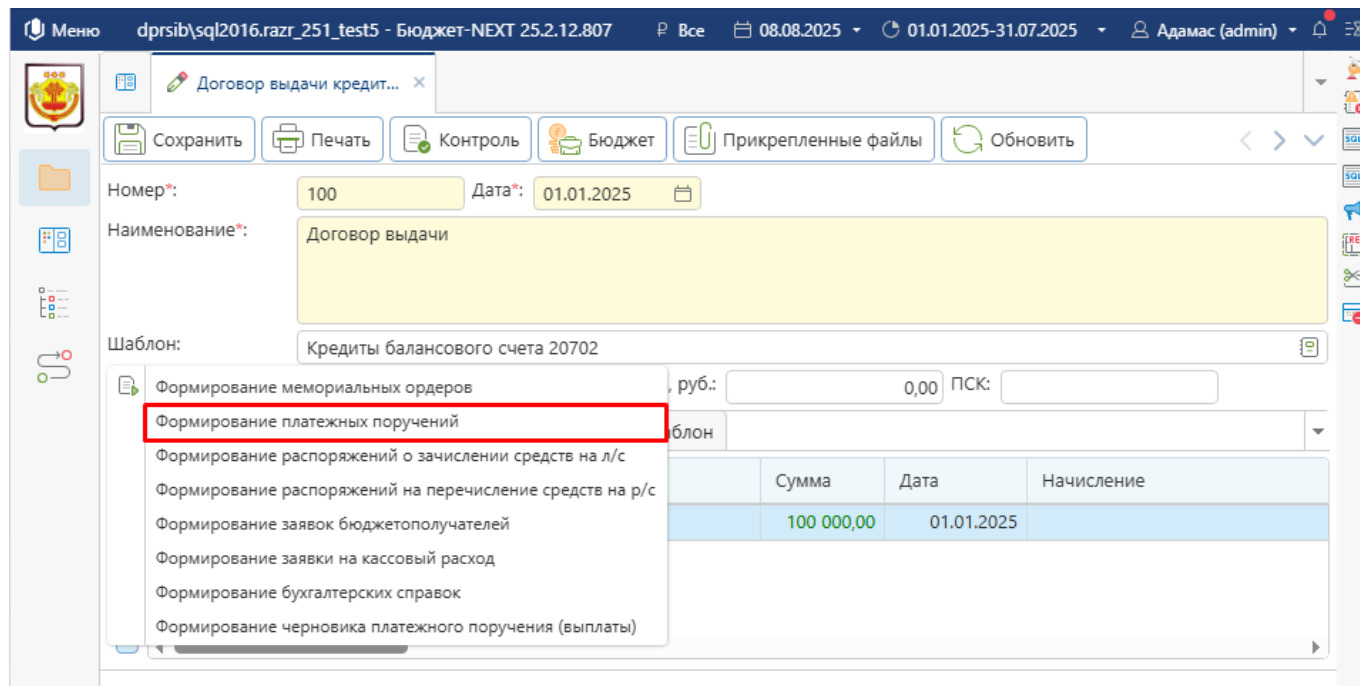 Меню dprsib\sql2016.razr_251_test5 - Бюджет-NEXT 25.2.12.807 ₽ Все 08.08.2025 01.01.2025-31.07.2025 Адамас (admin)
Договор выдачи кредит...
Сохранить Печать Контроль Бюджет Прикрепленные файлы Обновить
SQL
SQL
Номер*: 100 Дата*: 01.01.2025
Наименование*: Договор выдачи
Шаблон: Кредиты балансового счета 20702
Формирование мемориальных ордеров
, руб.: 0,00 ПСК:
Формирование платежных поручений
блон
Формирование распоряжений о зачислении средств на л/с
Сумма Дата Начисление
Формирование распоряжений на перечисление средств на р/с
100 000,00 01.01.2025
Формирование заявок бюджетополучателей
Формирование заявки на кассовый расход
Формирование бухгалтерских справок
Формирование черновика платежного поручения (выплаты)